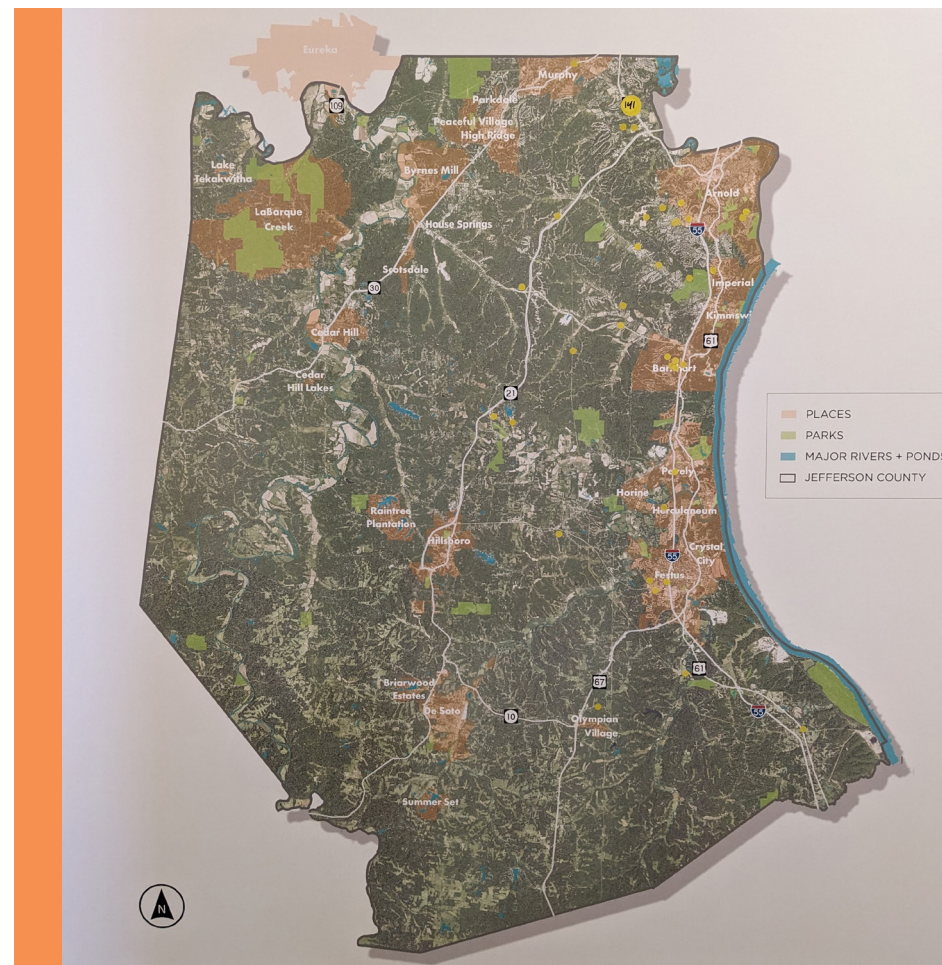 Eureka
Murphy
Parkdale
109
141
Peaceful Village
High Ridge
Byrnes Mill
Lake
Tekakwitha
Arnold
LaBarque
Creek
House Springs
55
Scotsdale
30
Imperial
Kimmswi
Cedar Hill
61
Barnhart
Cedar
Hill Lakes
21
PLACES
PARKS
MAJOR RIVERS + PONDS
JEFFERSON COUNTY
Pevely
Horine
Raintree
Plantation
Herculaneum
Hillsboro
Crystal
City
55
Festus
61
67
Briarwood
Estates
De Soto
10
55
Olympian
Village
Summer Set
N